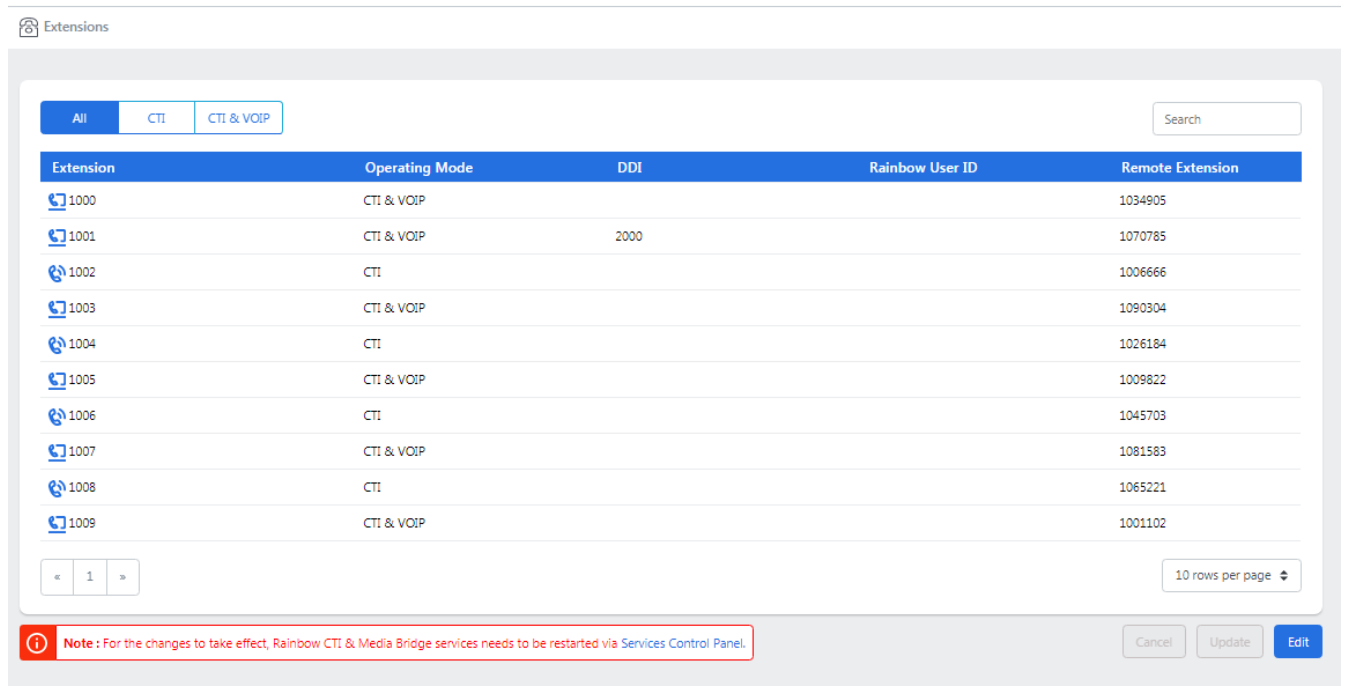 Extensions
All CTI CTI & VOIP Search
Extension Operating Mode DDI Rainbow User ID Remote Extension
1000 CTI & VOIP 1034905
1001 CTI & VOIP 2000 1070785
1002 CTI 1006666
1003 CTI & VOIP 1090304
1004 CTI 1026184
1005 CTI & VOIP 1009822
1006 CTI 1045703
1007 CTI & VOIP 1081583
1008 CTI 1065221
1009 CTI & VOIP 1001102
« 1 » 10 rows per page
Note : For the changes to take effect, Rainbow CTI & Media Bridge services needs to be restarted via Services Control Panel. Cancel Update Edit